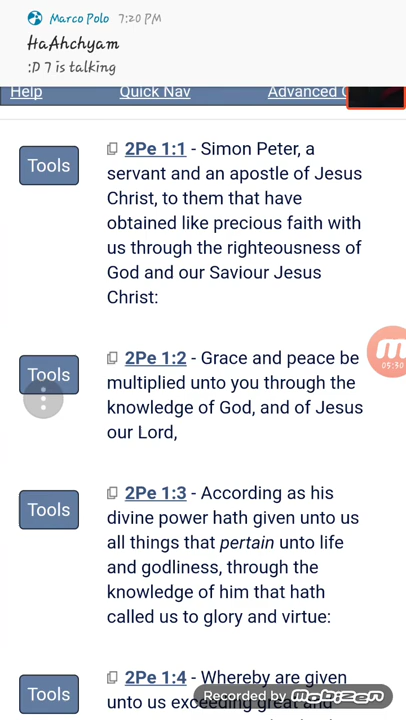 Marco Polo 7:20 PM
HaAhchyam
:D 7 is talking
Help Quick Nav Advanced
Tools
2Pe 1:1 - Simon Peter, a
servant and an apostle of Jesus
Christ, to them that have
obtained like precious faith with
us through the righteousness of
God and our Saviour Jesus
Christ:
05:30
Tools
2Pe 1:2 - Grace and peace be
multiplied unto you through the
knowledge of God, and of Jesus
our Lord,
Tools
2Pe 1:3 - According as his
divine power hath given unto us
all things that pertain unto life
and godliness, through the
knowledge of him that hath
called us to glory and virtue:
Tools
2Pe 1:4 - Whereby are given
unto us exceeding great and
Recorded by mobizen